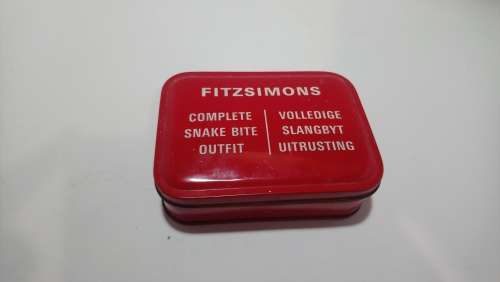 FITZSIMONS
COMPLETE
SNAKE BITE
OUTFIT
VOLLEDIGE
SLANGBYT
UITRUSTING